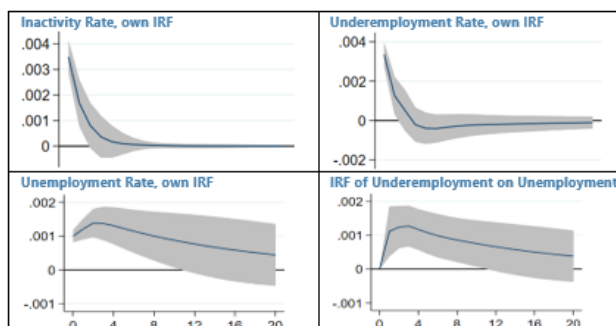 Inactivity Rate, own IRF
.004
.003
.002
.001
0
Underemployment Rate, own IRF
.004
.002
0
-.002
Unemployment Rate, own IRF
.002
.001
0
-.001
0 4 8 12 16 20
IRF of Underemployment on Unemployment
.002
.001
0
-.001
0 4 8 12 16 20